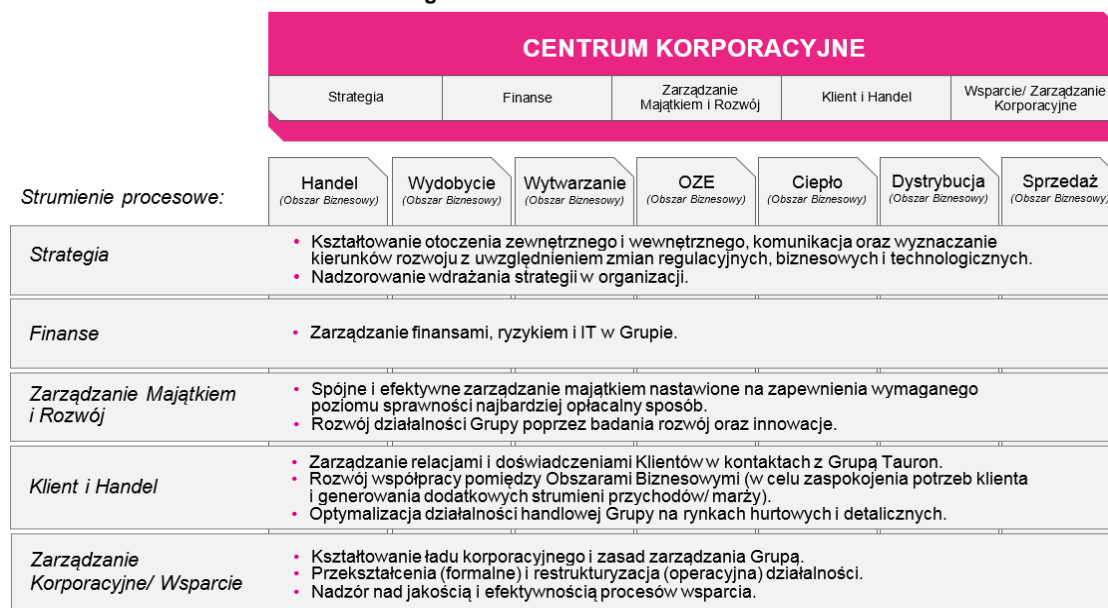 CENTRUM KORPORACYJNE
Strategia
Finanse
Zarządzanie
Majątkiem i Rozwój
Klient i Handel
Wsparcie/ Zarządzanie
Korporacyjne
Strumienie procesowe:
Handel
(Obszar Biznesowy)
Wydobycie
(Obszar Biznesowy)
Wytwarzanie
(Obszar Biznesowy)
OZE
(Obszar Biznesowy)
Ciepło
(Obszar Biznesowy)
Dystrybucja
(Obszar Biznesowy)
Sprzedaż
(Obszar Biznesowy)
Strategia
• Kształtowanie otoczenia zewnętrznego i wewnętrznego, komunikacja oraz wyznaczanie
kierunków rozwoju z uwzględnieniem zmian regulacyjnych, biznesowych i technologicznych.
• Nadzorowanie wdrażania strategii w organizacji.
Finanse
• Zarządzanie finansami, ryzykiem i IT w Grupie.
Zarządzanie Majątkiem
i Rozwój
• Spójne i efektywne zarządzanie majątkiem nastawione na zapewnienia wymaganego
poziomu sprawności najbardziej opłacalny sposób.
• Rozwój działalności Grupy poprzez badania rozwój oraz innowacje.
Klient i Handel
• Zarządzanie relacjami i doświadczeniami Klientów w kontaktach z Grupą Tauron.
• Rozwój współpracy pomiędzy Obszarami Biznesowymi (w celu zaspokojenia potrzeb klienta
i generowania dodatkowych strumieni przychodów/ marży).
• Optymalizacja działalności handlowej Grupy na rynkach hurtowych i detalicznych.
Zarządzanie
Korporacyjne/ Wsparcie
• Kształtowanie ładu korporacyjnego i zasad zarządzania Grupą.
• Przekształcenia (formalne) i restrukturyzacja (operacyjna) działalności.
• Nadzór nad jakością i efektywnością procesów wsparcia.